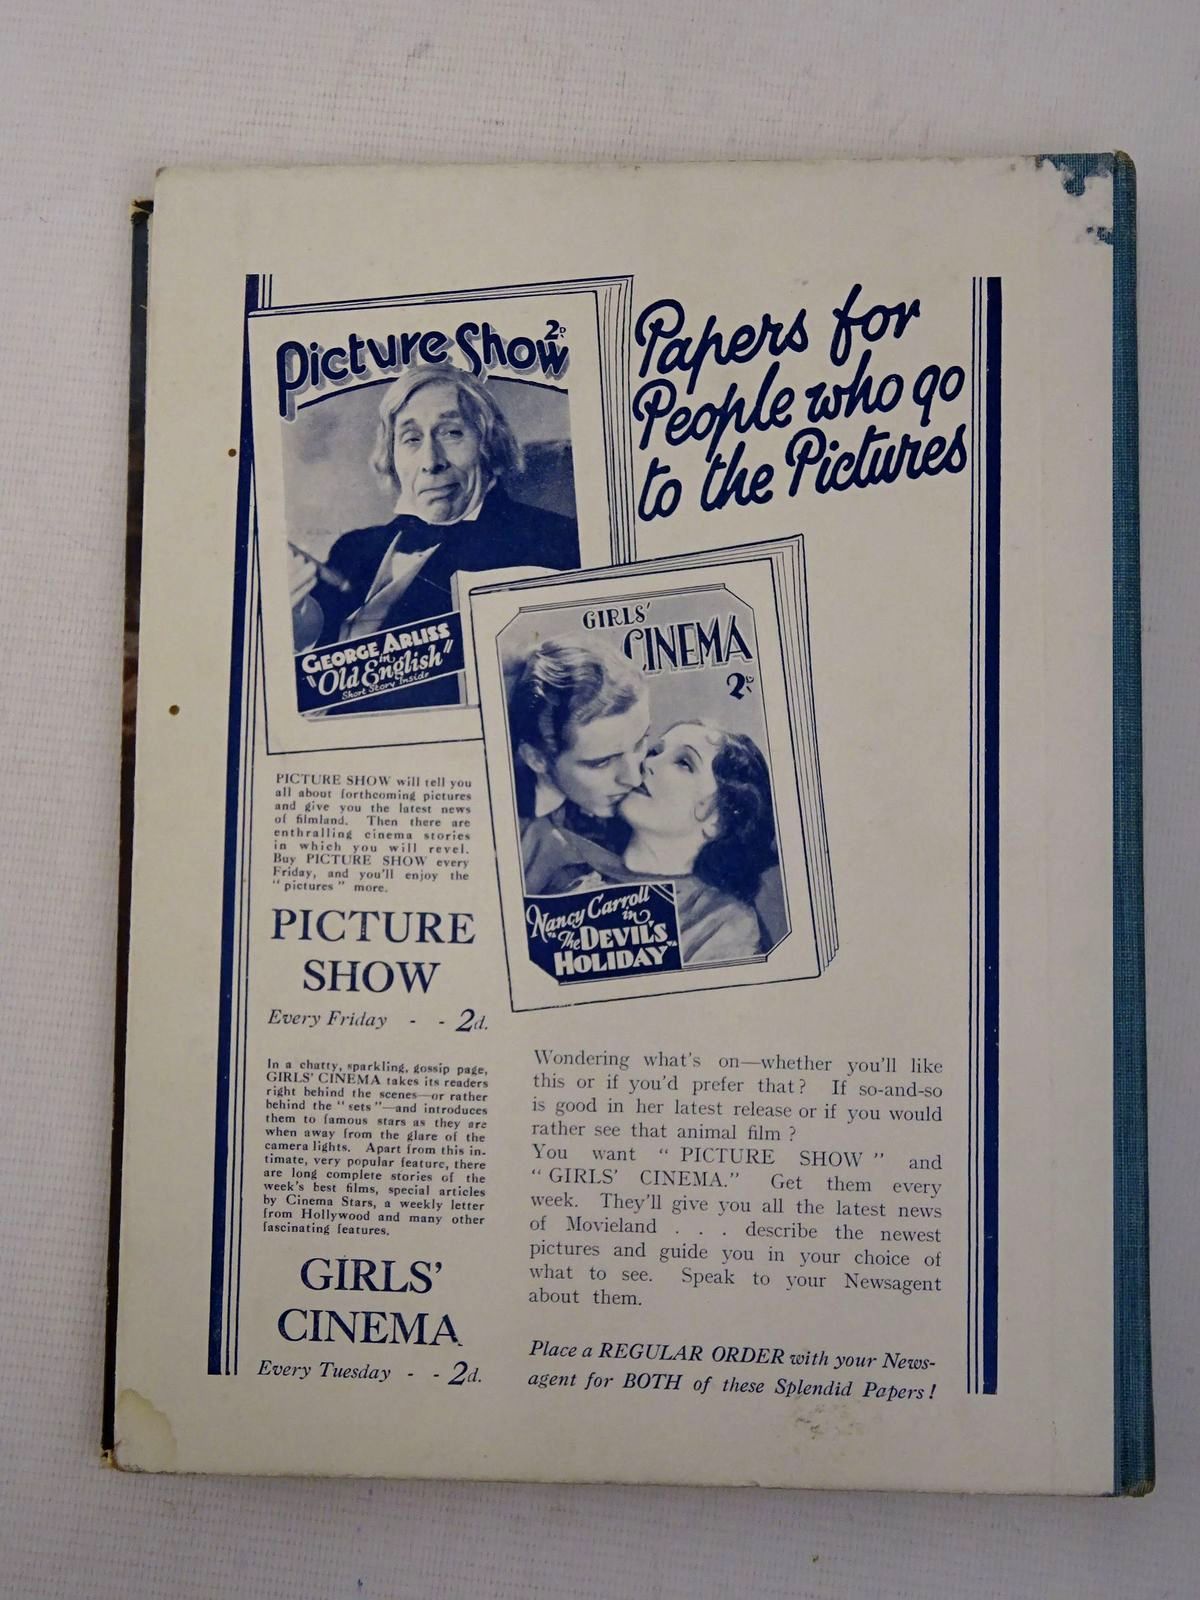 Picture Show
2D.
GEORGE ARLISS
in
"Old English"
Short Story Inside
Papers for
People who go
to the Pictures
GIRLS'
CINEMA
2D.
Nancy Carroll
in
"The DEVIL'S
HOLIDAY"
PICTURE SHOW will tell you
all about forthcoming pictures
and give you the latest news
of filmland. Then there are
enthralling cinema stories
in which you will revel.
Buy PICTURE SHOW every
Friday, and you'll enjoy the
"pictures" more.
PICTURE
SHOW
Every Friday - - 2d.
In a chatty, sparkling, gossip page,
GIRLS' CINEMA takes its readers
right behind the scenes—or rather
behind the "sets"—and introduces
them to famous stars as they are
when away from the glare of the
camera lights. Apart from this in-
timate, very popular feature, there
are long complete stories of the
week's best films, special articles
by Cinema Stars, a weekly letter
from Hollywood and many other
fascinating features.
GIRLS'
CINEMA
Every Tuesday - - 2d.
Wondering what's on—whether you'll like
this or if you'd prefer that? If so-and-so
is good in her latest release or if you would
rather see that animal film ?
You want "PICTURE SHOW" and
"GIRLS' CINEMA." Get them every
week. They'll give you all the latest news
of Movieland . . . describe the newest
pictures and guide you in your choice of
what to see. Speak to your Newsagent
about them.
Place a REGULAR ORDER with your News-
agent for BOTH of these Splendid Papers!